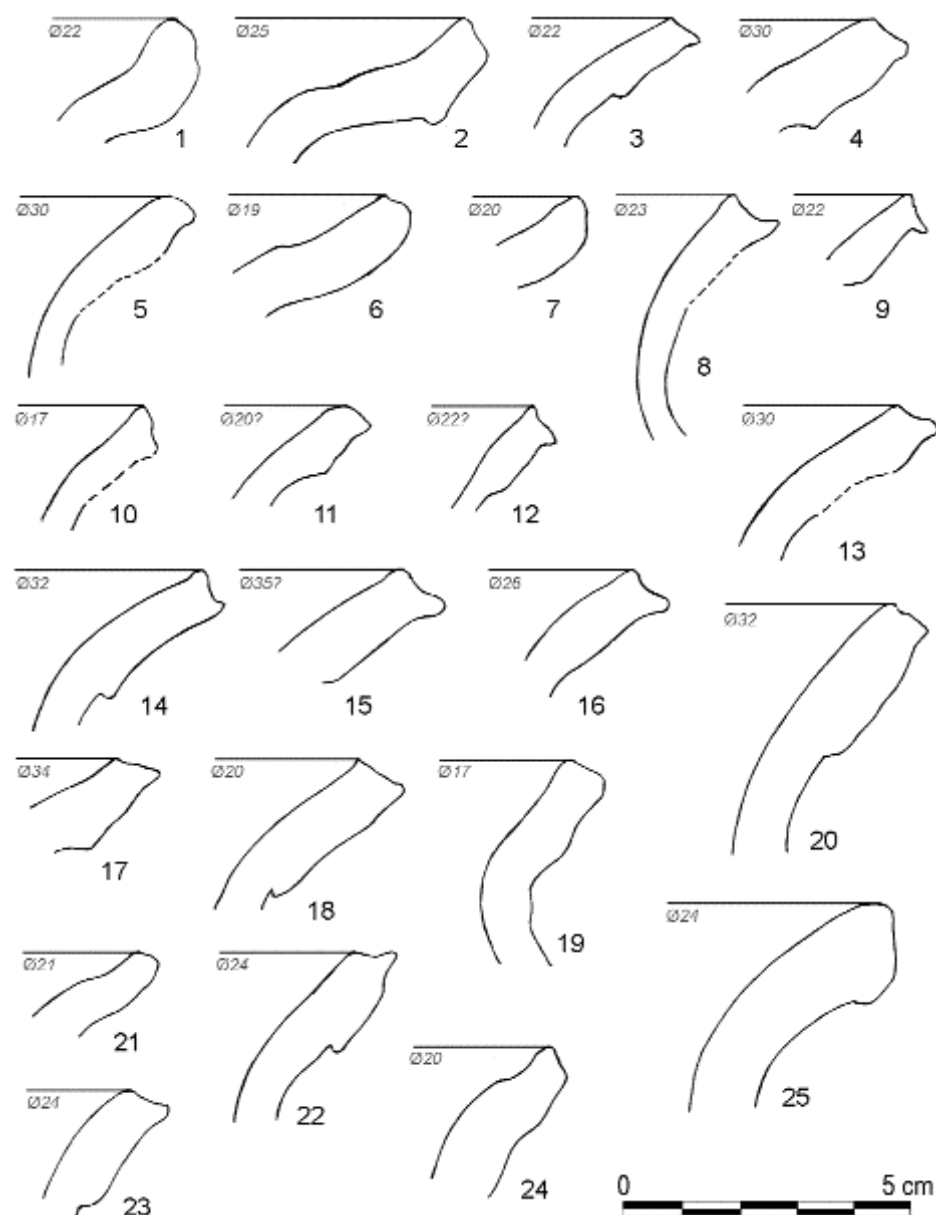 Ø22 Ø25 Ø22 Ø30
1 2 3 4
Ø30 Ø19 Ø20 Ø23 Ø22
5 6 7 8 9
Ø17 Ø20? Ø22? Ø30
10 11 12 13
Ø32 Ø35? Ø26 Ø32
14 15 16
Ø34 Ø20 Ø17
17 18 19 20
Ø24
Ø21 Ø24
21
Ø20
22 25
Ø24
23 24
0 5 cm